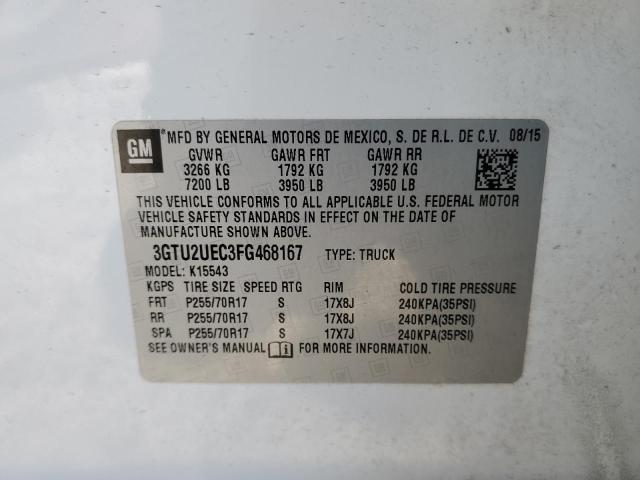 GM
MFD BY GENERAL MOTORS DE MEXICO, S. DE R.L. DE C.V. 08/15
GVWR GAWR FRT GAWR RR
3266 KG 1792 KG 1792 KG
7200 LB 3950 LB 3950 LB
THIS VEHICLE CONFORMS TO ALL APPLICABLE U.S. FEDERAL MOTOR
VEHICLE SAFETY STANDARDS IN EFFECT ON THE DATE OF
MANUFACTURE SHOWN ABOVE.
3GTU2UEC3FG468167 TYPE: TRUCK
MODEL: K15543
KGPS TIRE SIZE SPEED RTG RIM COLD TIRE PRESSURE
FRT P255/70R17 S 17X8J 240KPA(35PSI)
RR P255/70R17 S 17X8J 240KPA(35PSI)
SPA P255/70R17 S 17X7J 240KPA(35PSI)
SEE OWNER'S MANUAL FOR MORE INFORMATION.